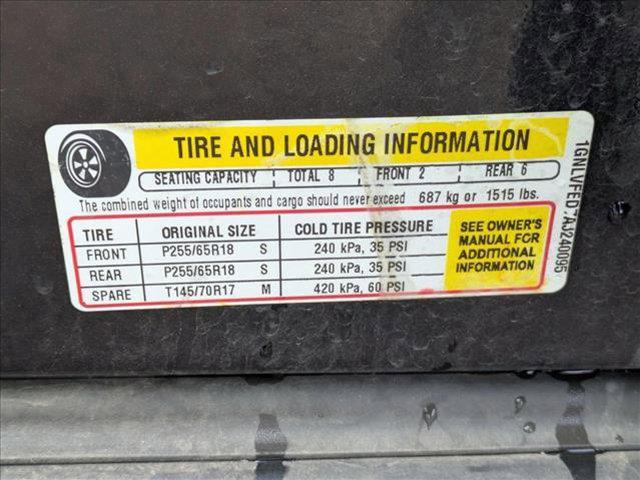 TIRE AND LOADING INFORMATION
SEATING CAPACITY TOTAL 8 FRONT 2 REAR 6
The combined weight of occupants and cargo should never exceed 687 kg or 1515 lbs.
TIRE ORIGINAL SIZE COLD TIRE PRESSURE
FRONT P255/65R18 S 240 kPa, 35 PSI
REAR P255/65R18 S 240 kPa, 35 PSI
SPARE T145/70R17 M 420 kPa, 60 PSI
SEE OWNER'S
MANUAL FOR
ADDITIONAL
INFORMATION
1GNLVFED7AJ240095